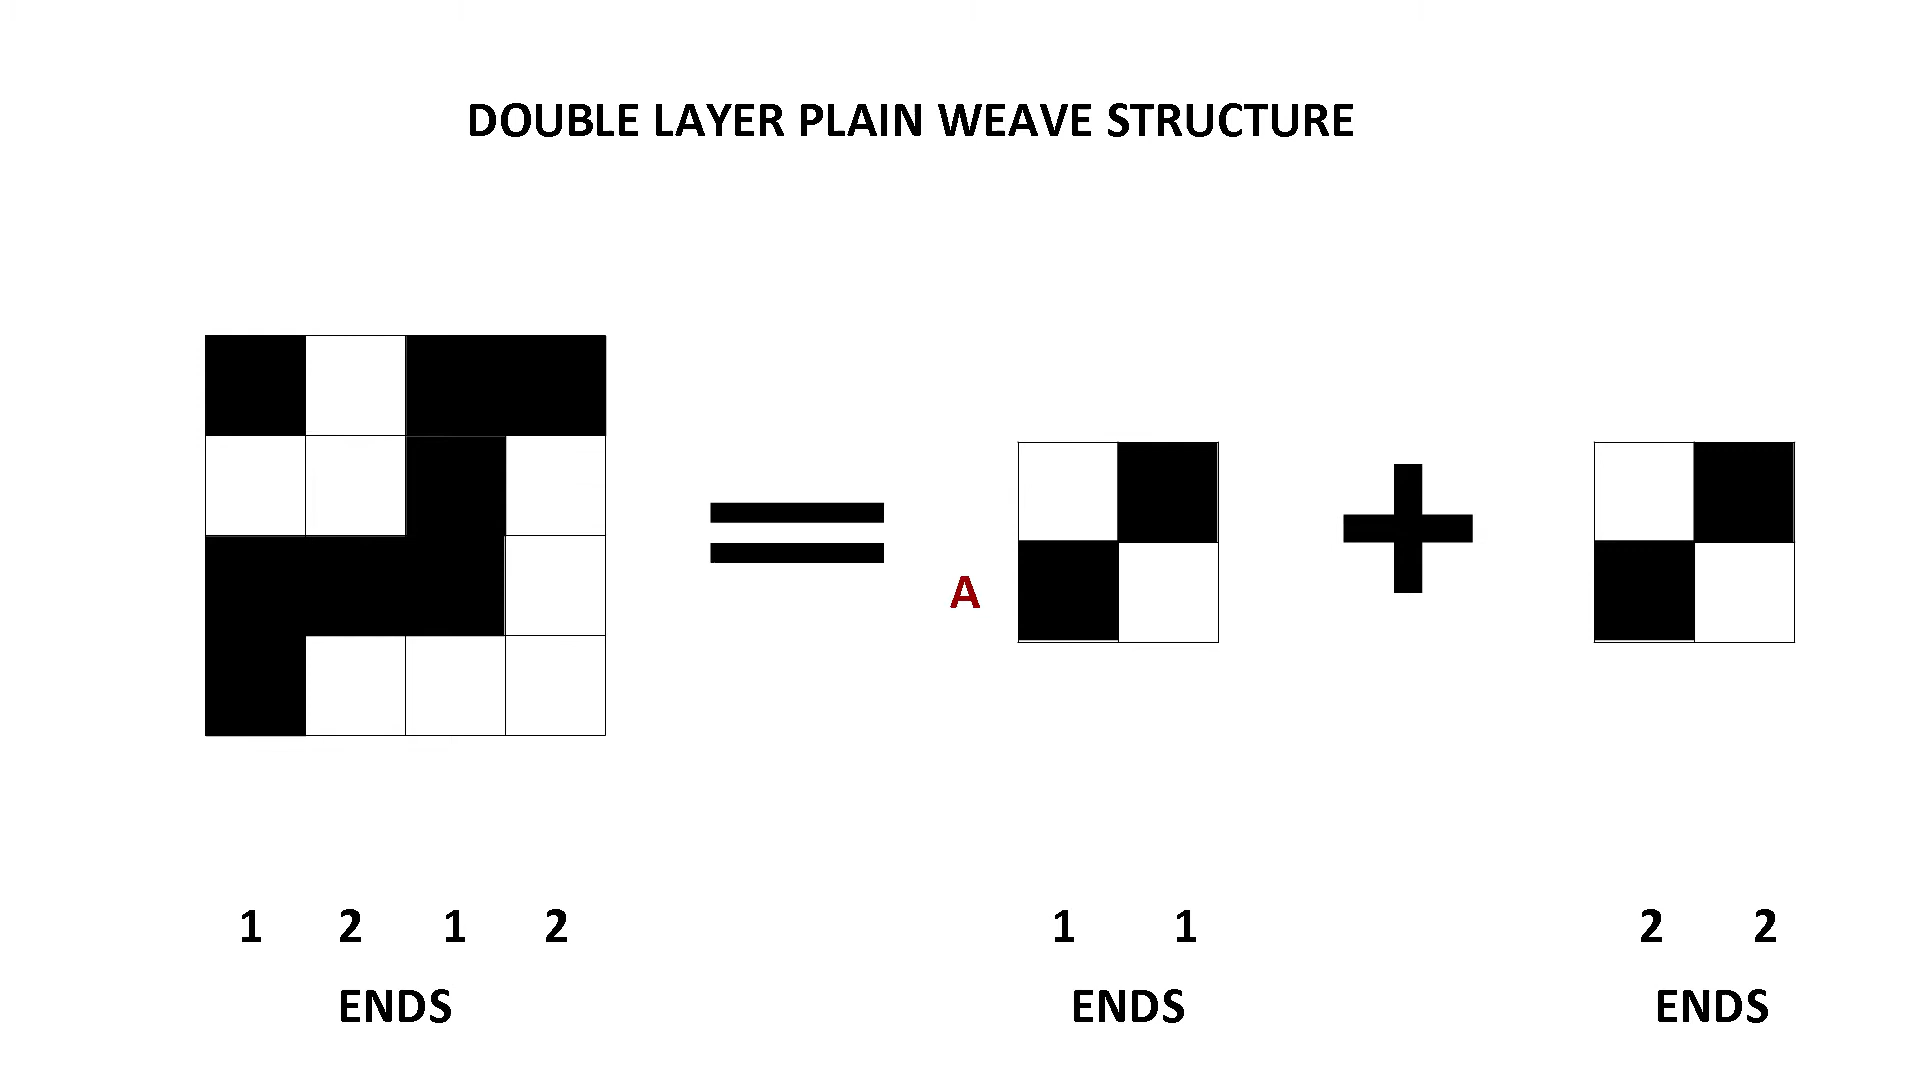 DOUBLE LAYER PLAIN WEAVE STRUCTURE
A
1 2 1 2
ENDS
1 1
ENDS
2 2
ENDS